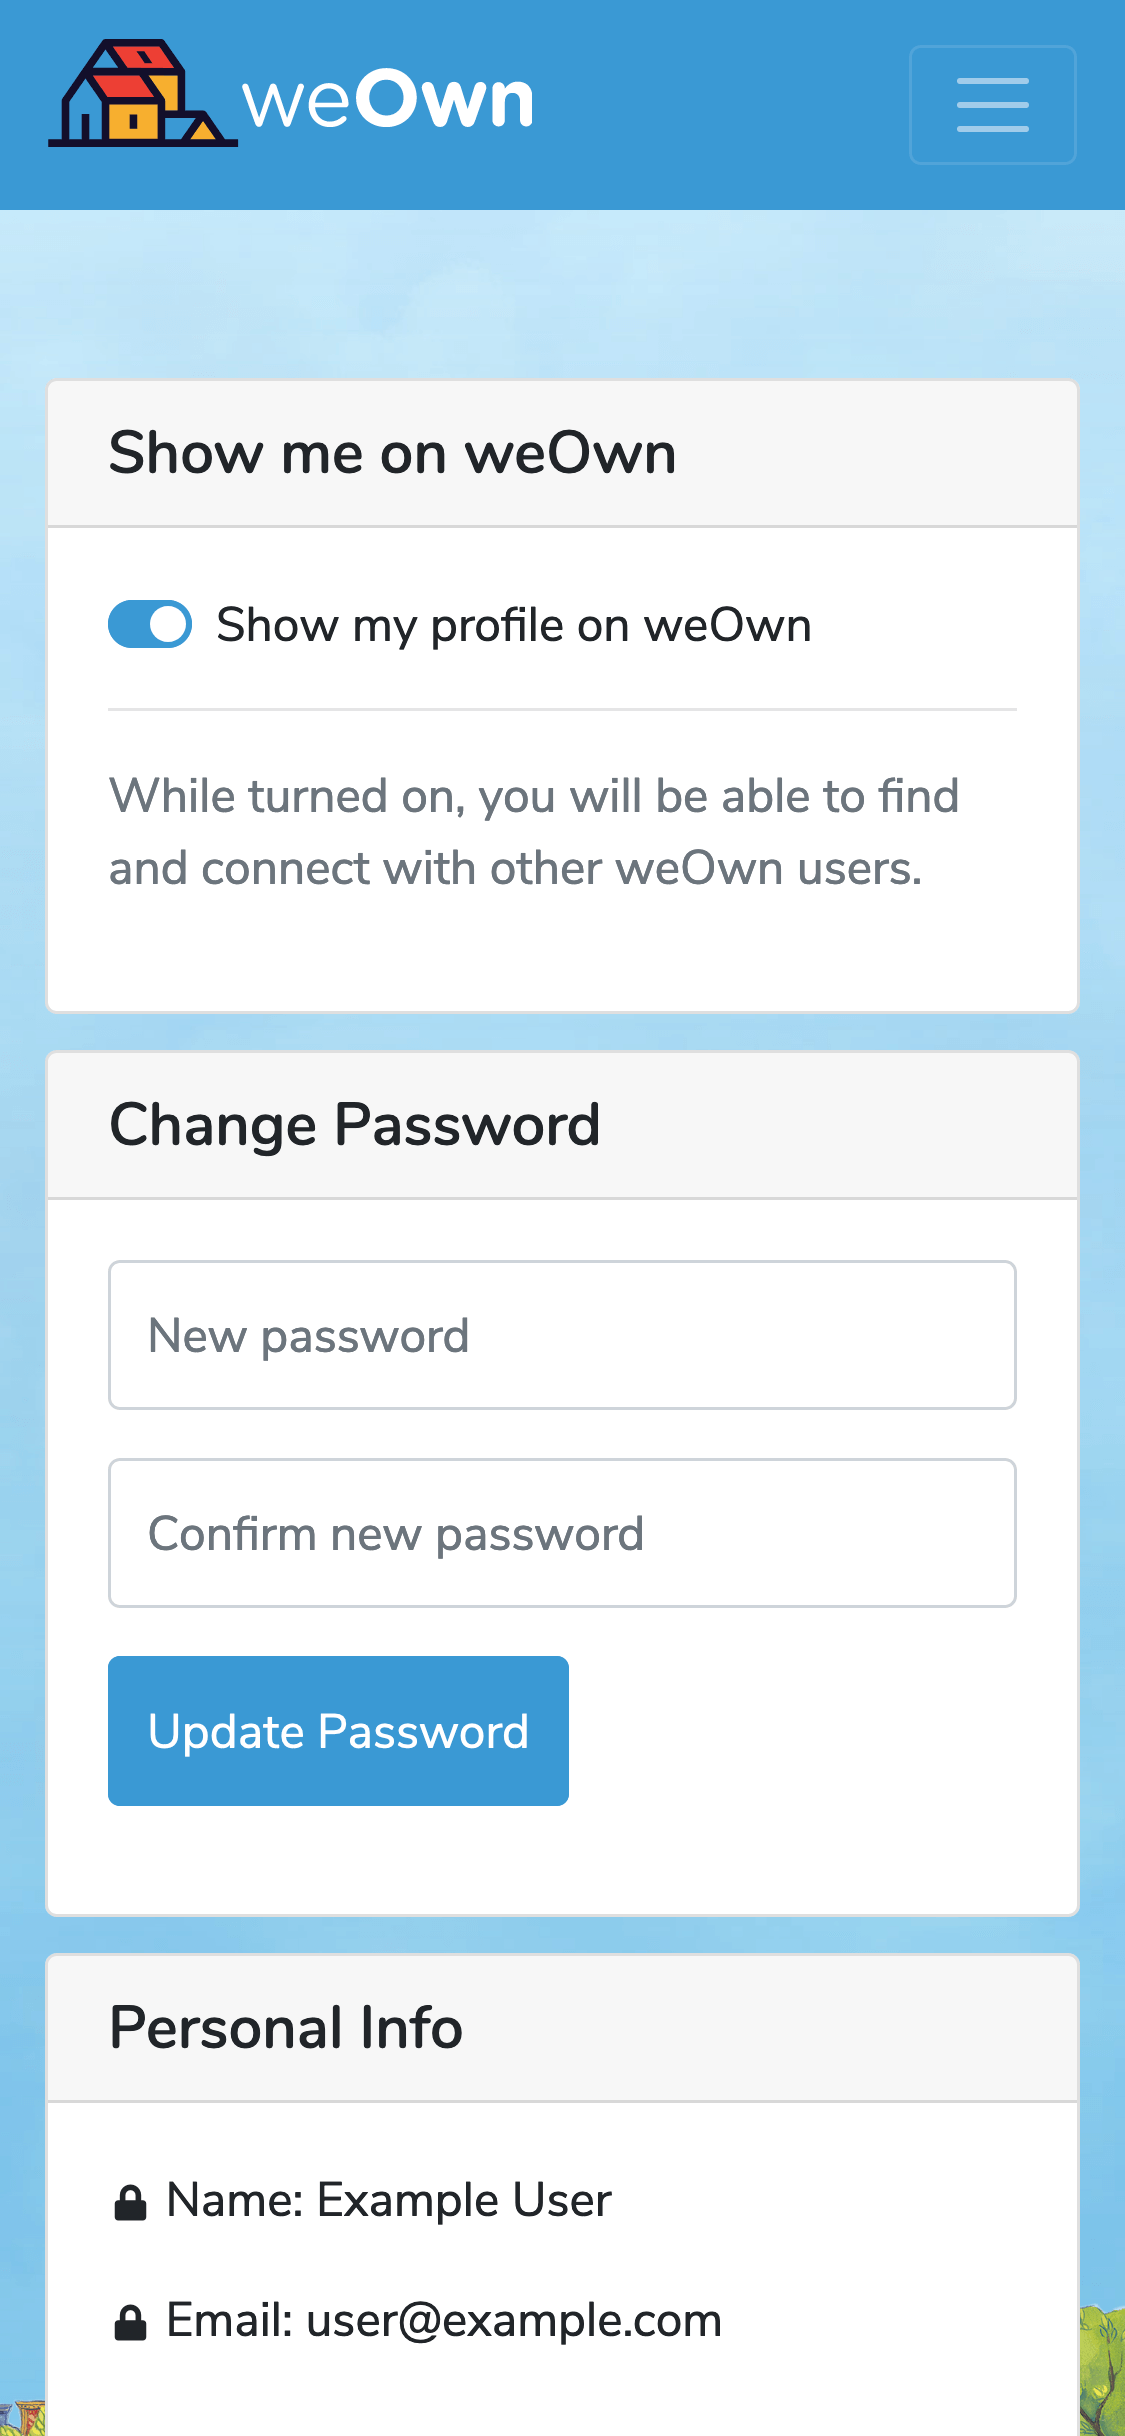 weOwn
Show me on weOwn
Show my profile on weOwn
While turned on, you will be able to find
and connect with other weOwn users.
Change Password
New password
Confirm new password
Update Password
Personal Info
Name: Example User
Email: user@example.com